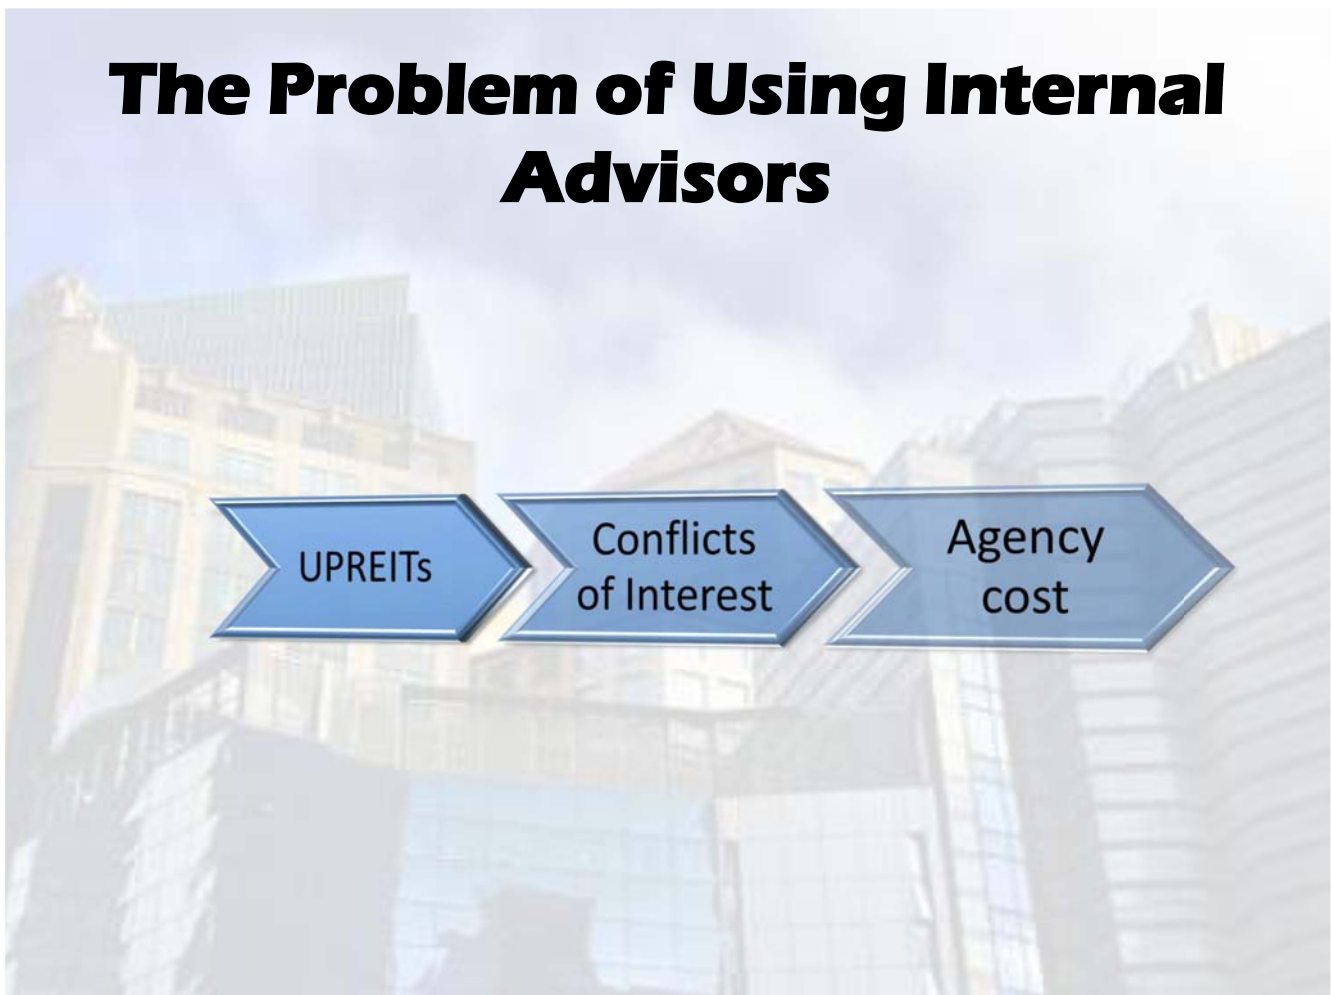 The Problem of Using Internal
Advisors
UPREITs
Conflicts
of Interest
Agency
cost